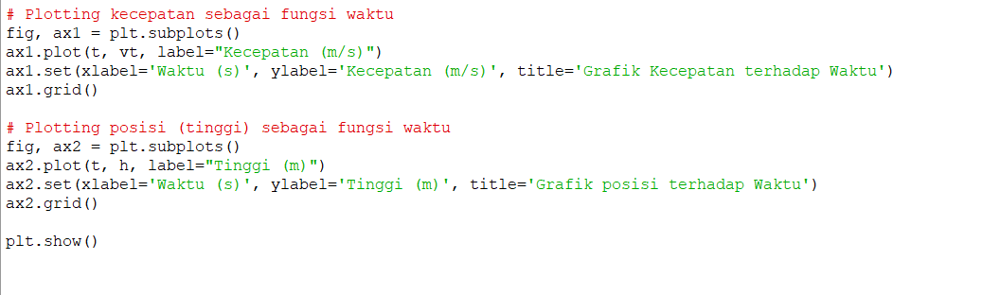 # Plotting kecepatan sebagai fungsi waktu
fig, ax1 = plt.subplots()
ax1.plot(t, vt, label="Kecepatan (m/s)")
ax1.set(xlabel='Waktu (s)', ylabel='Kecepatan (m/s)', title='Grafik Kecepatan terhadap Waktu')
ax1.grid()
# Plotting posisi (tinggi) sebagai fungsi waktu
fig, ax2 = plt.subplots()
ax2.plot(t, h, label="Tinggi (m)")
ax2.set(xlabel='Waktu (s)', ylabel='Tinggi (m)', title='Grafik posisi terhadap Waktu')
ax2.grid()
plt.show()